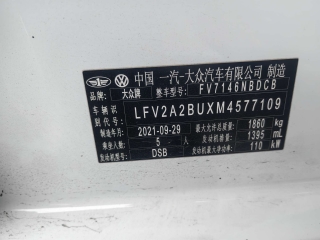 中国 一汽-大众汽车有限公司 制造
品牌: 大众牌 整车型号: FV7146NBDCB
车辆识别代号: LFV2A2BUXM4577109
制造年月: 2021-09-29 最大允许总质量: 1860 kg
乘坐人数: 5 人 发动机排量: 1395 mL
发动机型号: DSB 发动机最大净功率: 110 kW